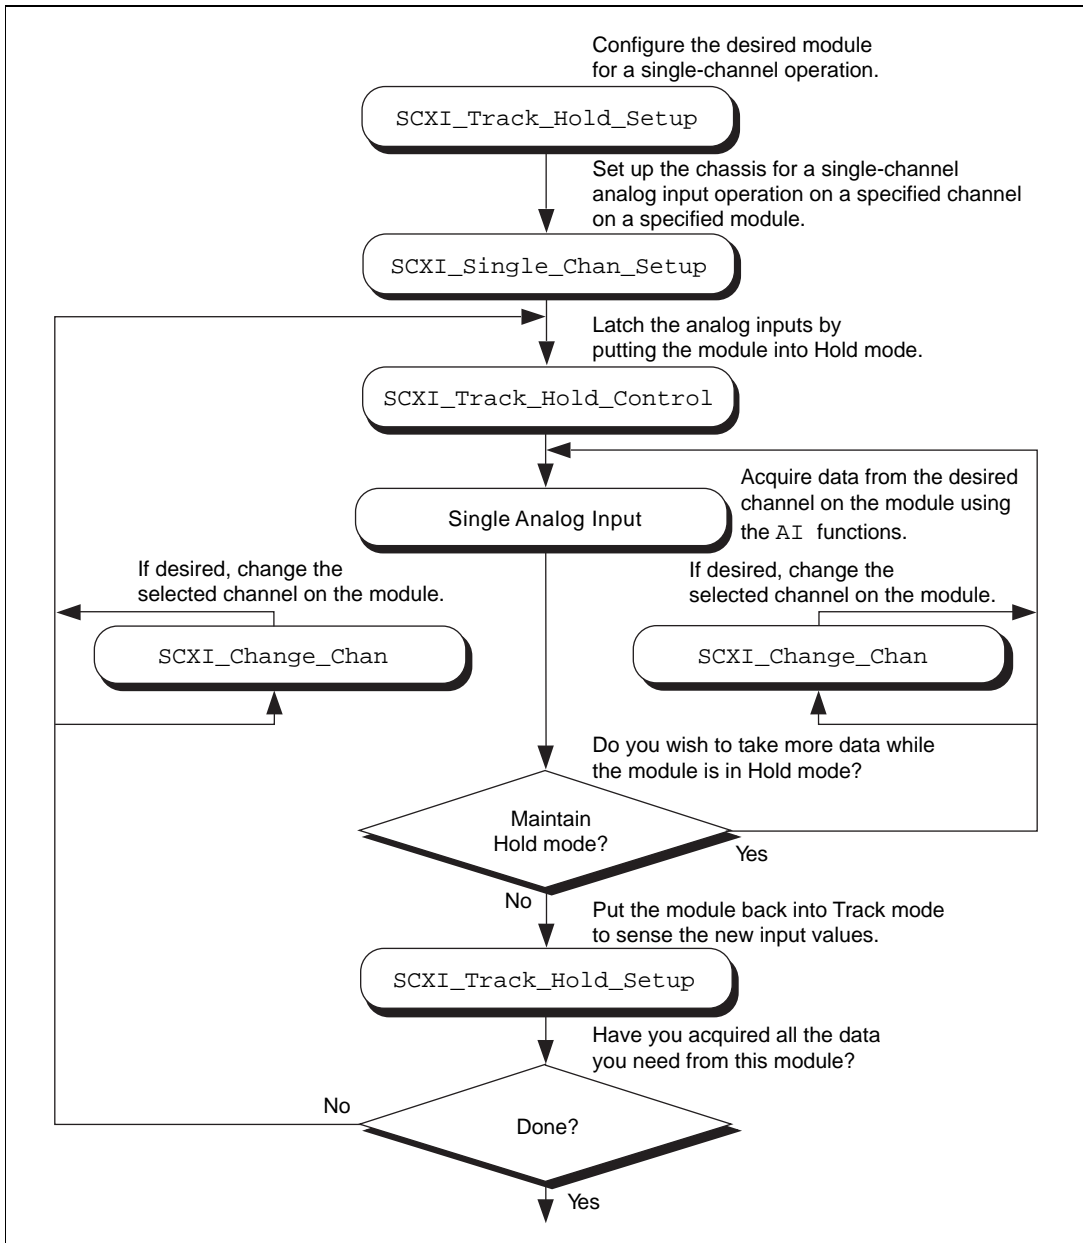 Configure the desired module
for a single-channel operation.
SCXI_Track_Hold_Setup
Set up the chassis for a single-channel
analog input operation on a specified channel
on a specified module.
SCXI_Single_Chan_Setup
Latch the analog inputs by
putting the module into Hold mode.
SCXI_Track_Hold_Control
Acquire data from the desired
channel on the module using
the AI functions.
Single Analog Input
If desired, change the
selected channel on the module.
SCXI_Change_Chan
If desired, change the
selected channel on the module.
SCXI_Change_Chan
Do you wish to take more data while
the module is in Hold mode?
Maintain
Hold mode?
Yes
No
Put the module back into Track mode
to sense the new input values.
SCXI_Track_Hold_Setup
Have you acquired all the data
you need from this module?
No
Done?
Yes